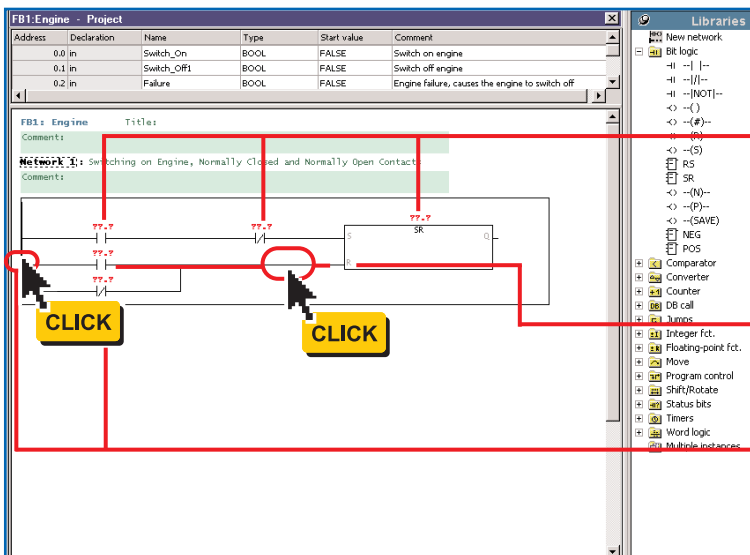 FB1:Engine - Project
Address Declaration Name Type Start value Comment
0.0 in Switch_On BOOL FALSE Switch on engine
0.1 in Switch_Off1 BOOL FALSE Switch off engine
0.2 in Failure BOOL FALSE Engine failure, causes the engine to switch off
FB1: Engine Title:
Comment:
Network 1: Switching on Engine, Normally Closed and Normally Open Contacts
Comment:
??.? ??.? ??.?
SR
S Q
??.?
R
??.?
CLICK
CLICK
Libraries
New network
Bit logic
--| |--
--|/|--
--|NOT|--
--( )
--(#)--
--(R)
--(S)
RS
SR
--(N)--
--(P)--
--(SAVE)
NEG
POS
Comparator
Converter
Counter
DB call
Jumps
Integer fct.
Floating-point fct.
Move
Program control
Shift/Rotate
Status bits
Timers
Word logic
Multiple instances